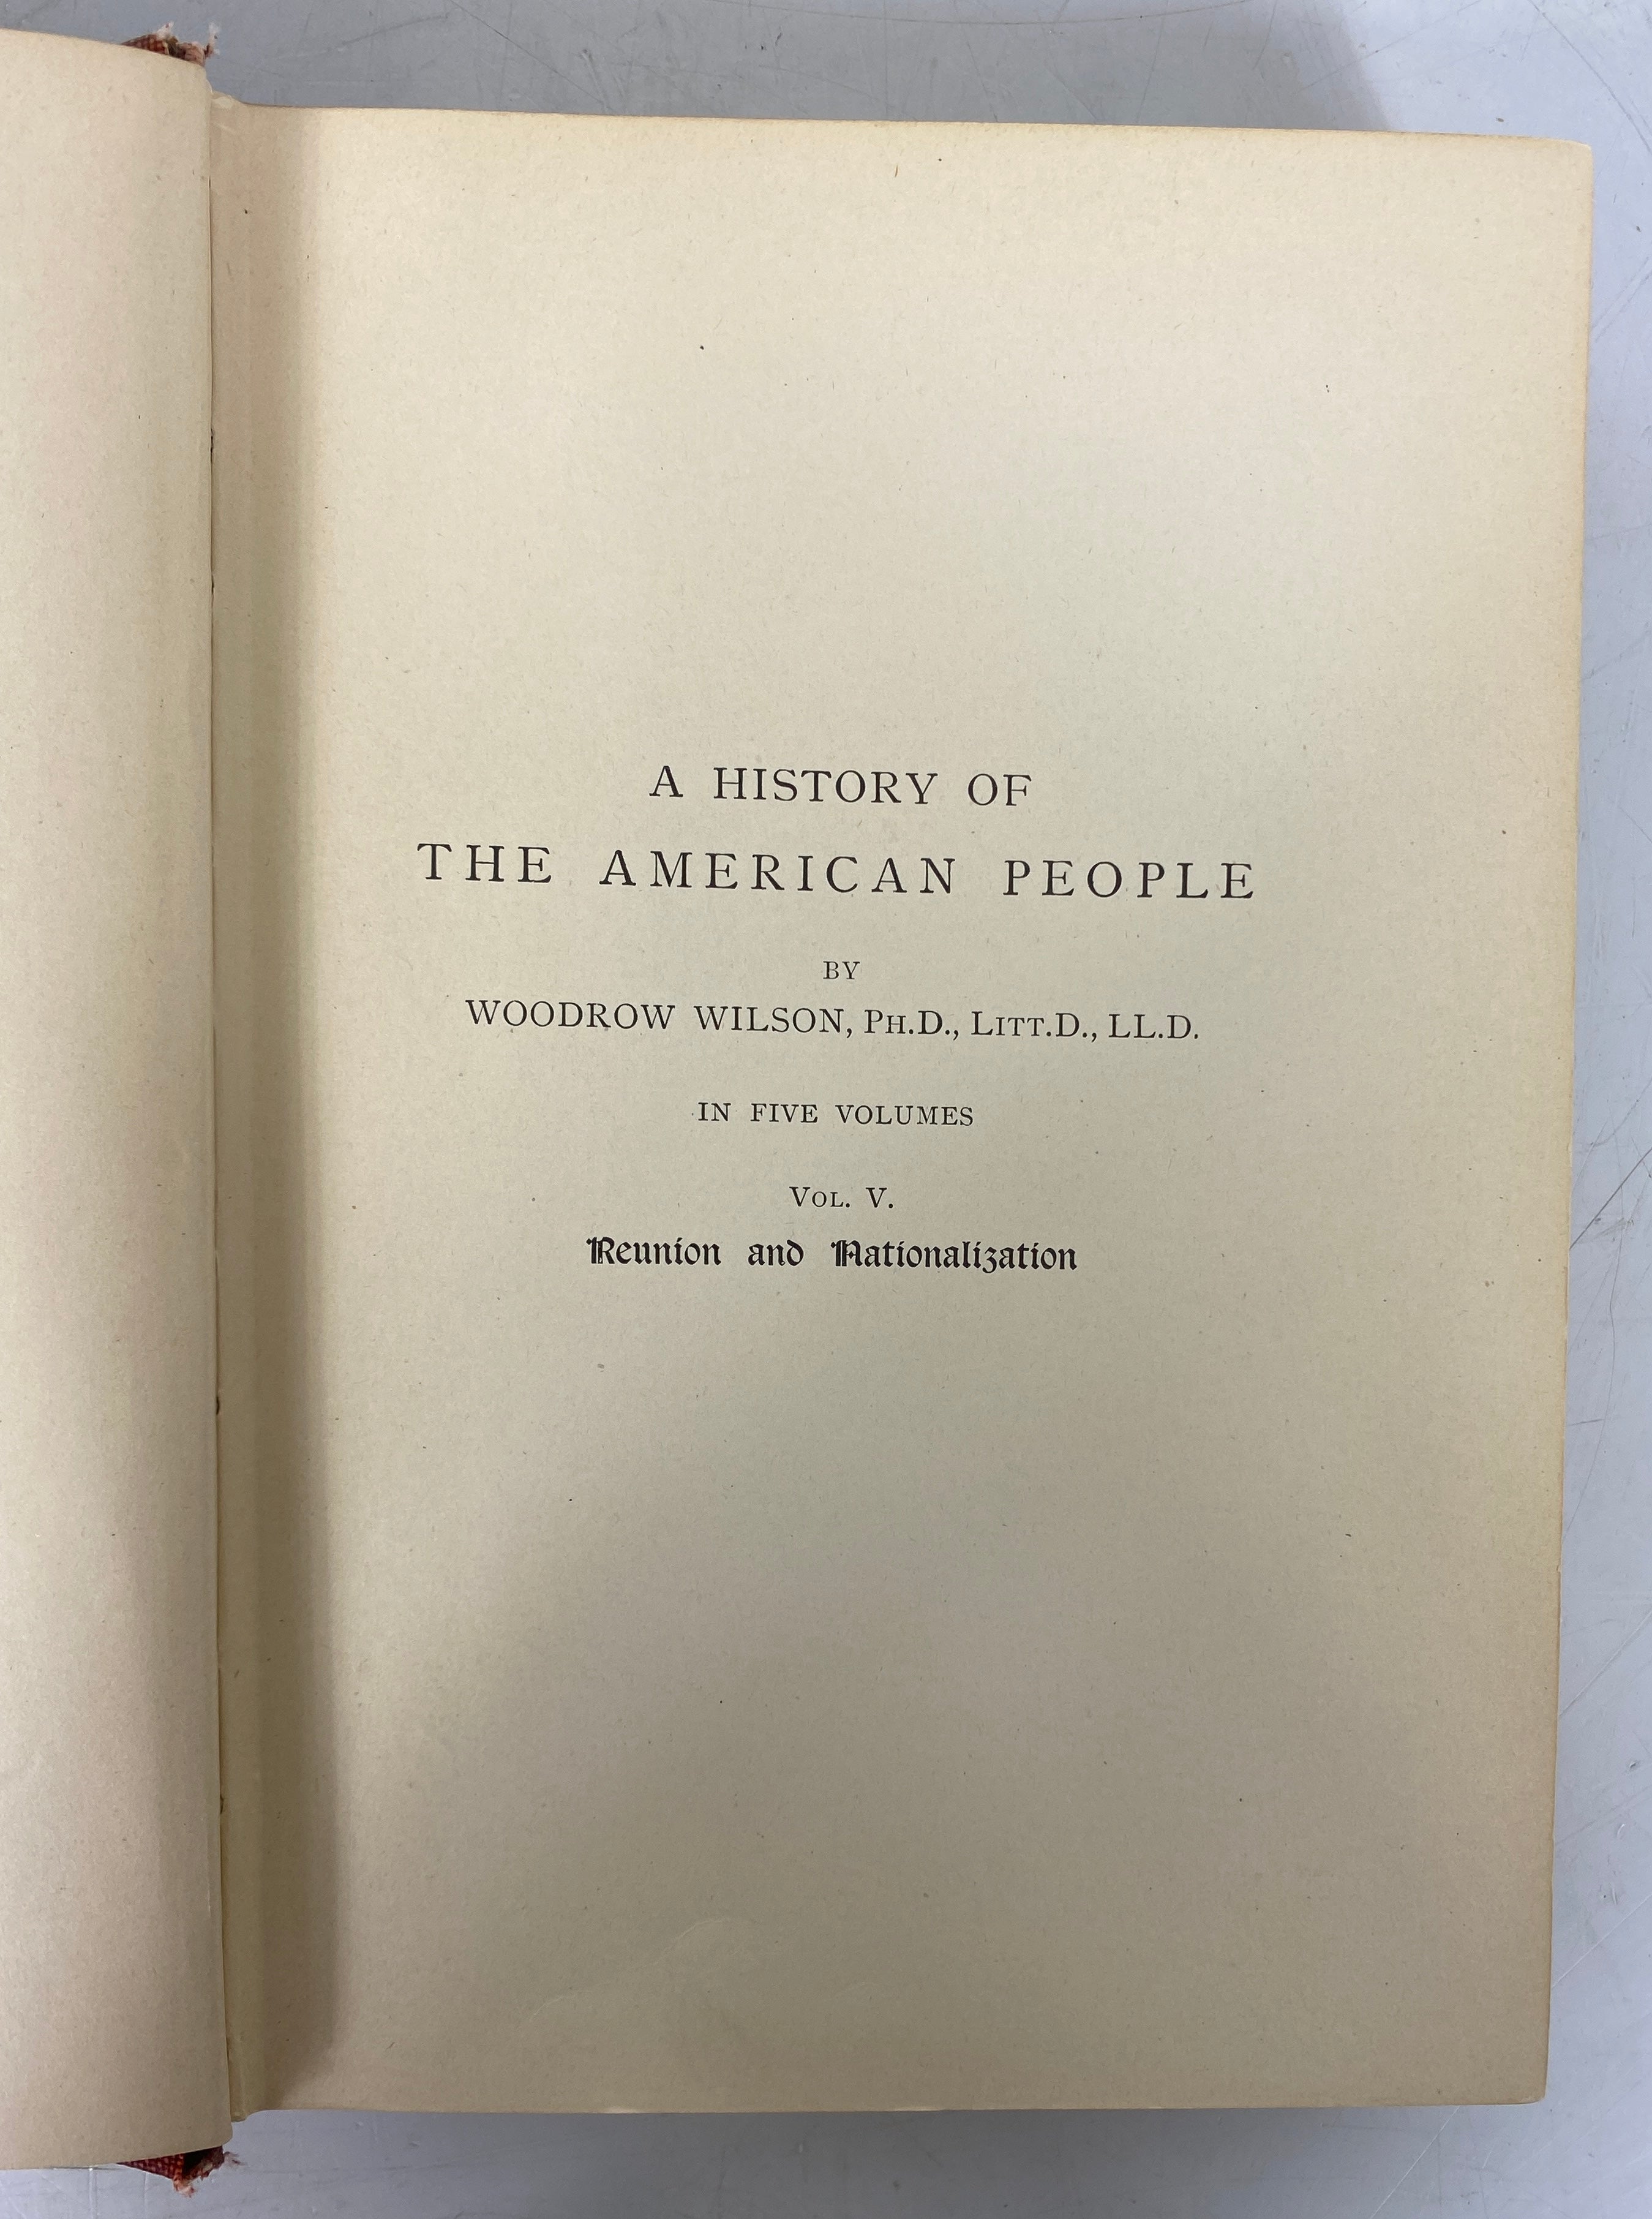 A HISTORY OF
THE AMERICAN PEOPLE
BY
WOODROW WILSON, PH.D., LITT.D., LL.D.
IN FIVE VOLUMES
VOL. V.
Reunion and Nationalization